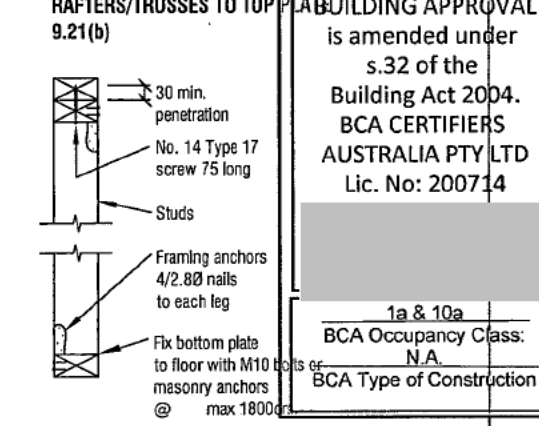 RAFTERS/TRUSSES TO TOP
9.21(b)
30 min.
penetration
No. 14 Type 17
screw 75 long
Studs
Framing anchors
4/2.8Ø nails
to each leg
Fix bottom plate
to floor with M10 bolts or
masonry anchors
@ max 1800crs
BUILDING APPROVAL
is amended under
s.32 of the
Building Act 2004.
BCA CERTIFIERS
AUSTRALIA PTY LTD
Lic. No: 200714
1a & 10a
BCA Occupancy Class:
N.A.
BCA Type of Construction